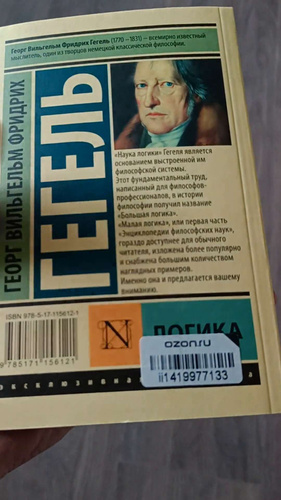 Георг Вильгельм Фридрих Гегель (1770 – 1831) – всемирно известный
мыслитель, один из творцов немецкой классической философии.
ГЕОРГ ВИЛЬГЕЛЬМ ФРИДРИХ
ГЕГЕЛЬ
«Наука логики» Гегеля является
основанием выстроенной им
философской системы.
Этот фундаментальный труд,
написанный для философов-
профессионалов, в истории
философии получил название
«Большая логика».
«Малая логика», или первая часть
«Энциклопедии философских наук»,
гораздо доступнее для обычного
читателя, изложена более популярно
и снабжена большим количеством
наглядных примеров.
Именно она и предлагается вашему
вниманию.
ISBN 978-5-17-115612-1
9 785171 156121
N
ЛОГИКА
ozon.ru
ii1419977133
эксклюзивна
а